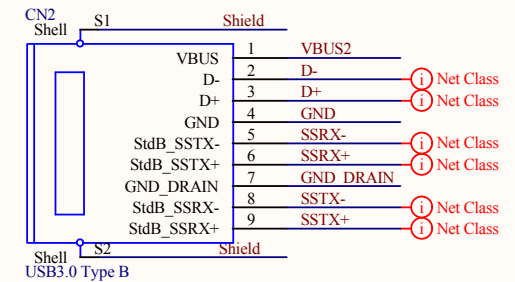 CN2
Shell S1 Shield
VBUS 1 VBUS2
D- 2 D- i Net Class
D+ 3 D+ i Net Class
GND 4 GND
StdB_SSTX- 5 SSRX- i Net Class
StdB_SSTX+ 6 SSRX+ i Net Class
GND_DRAIN 7 GND_DRAIN
StdB_SSRX- 8 SSTX- i Net Class
StdB_SSRX+ 9 SSTX+ i Net Class
Shell S2 Shield
USB3.0 Type B